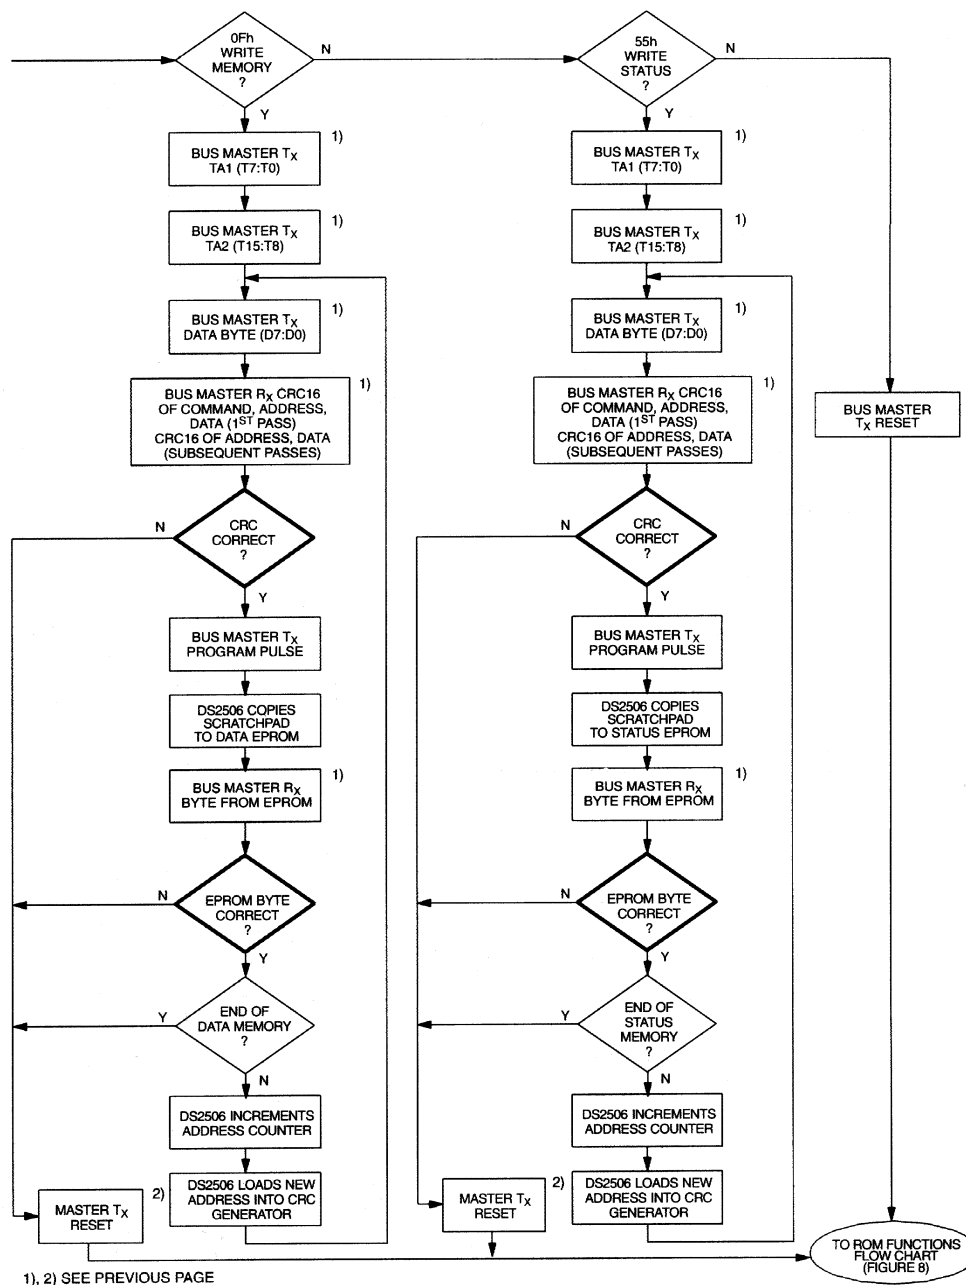 0Fh
WRITE
MEMORY
?
N
Y
55h
WRITE
STATUS
?
N
Y
BUS MASTER TX
TA1 (T7:T0)
1)
BUS MASTER TX
TA1 (T7:T0)
1)
BUS MASTER TX
TA2 (T15:T8)
1)
BUS MASTER TX
TA2 (T15:T8)
1)
BUS MASTER TX
DATA BYTE (D7:D0)
1)
BUS MASTER TX
DATA BYTE (D7:D0)
1)
BUS MASTER RX CRC16
OF COMMAND, ADDRESS,
DATA (1ST PASS)
CRC16 OF ADDRESS, DATA
(SUBSEQUENT PASSES)
1)
BUS MASTER RX CRC16
OF COMMAND, ADDRESS,
DATA (1ST PASS)
CRC16 OF ADDRESS, DATA
(SUBSEQUENT PASSES)
1)
BUS MASTER
TX RESET
N
CRC
CORRECT
?
Y
N
CRC
CORRECT
?
Y
BUS MASTER TX
PROGRAM PULSE
BUS MASTER TX
PROGRAM PULSE
DS2506 COPIES
SCRATCHPAD
TO DATA EPROM
DS2506 COPIES
SCRATCHPAD
TO STATUS EPROM
BUS MASTER RX
BYTE FROM EPROM
1)
BUS MASTER RX
BYTE FROM EPROM
1)
N
EPROM BYTE
CORRECT
?
Y
N
EPROM BYTE
CORRECT
?
Y
Y
END OF
DATA MEMORY
?
N
Y
END OF
STATUS
MEMORY
?
N
DS2506 INCREMENTS
ADDRESS COUNTER
DS2506 INCREMENTS
ADDRESS COUNTER
MASTER TX
RESET
2)
DS2506 LOADS NEW
ADDRESS INTO CRC
GENERATOR
MASTER TX
RESET
2)
DS2506 LOADS NEW
ADDRESS INTO CRC
GENERATOR
TO ROM FUNCTIONS
FLOW CHART
(FIGURE 8)
1), 2) SEE PREVIOUS PAGE